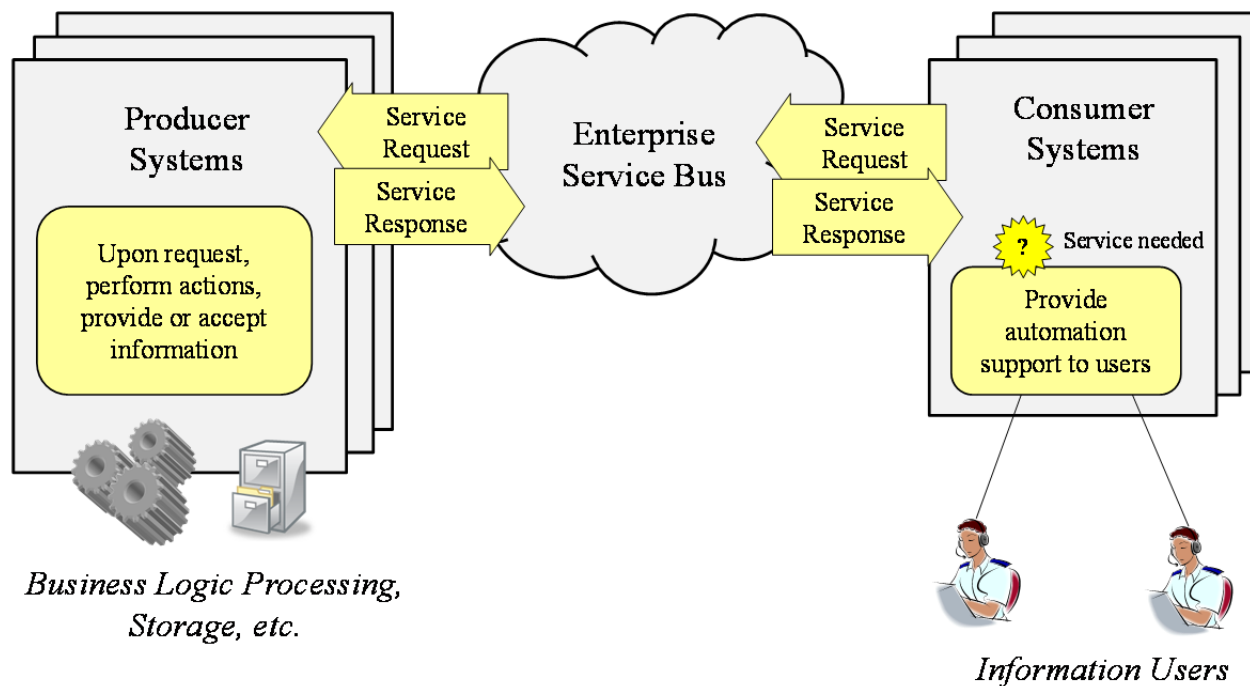 Producer
Systems
Upon request,
perform actions,
provide or accept
information
Business Logic Processing,
Storage, etc.
Service
Request
Service
Response
Enterprise
Service Bus
Service
Request
Service
Response
Consumer
Systems
?
Service needed
Provide
automation
support to users
Information Users